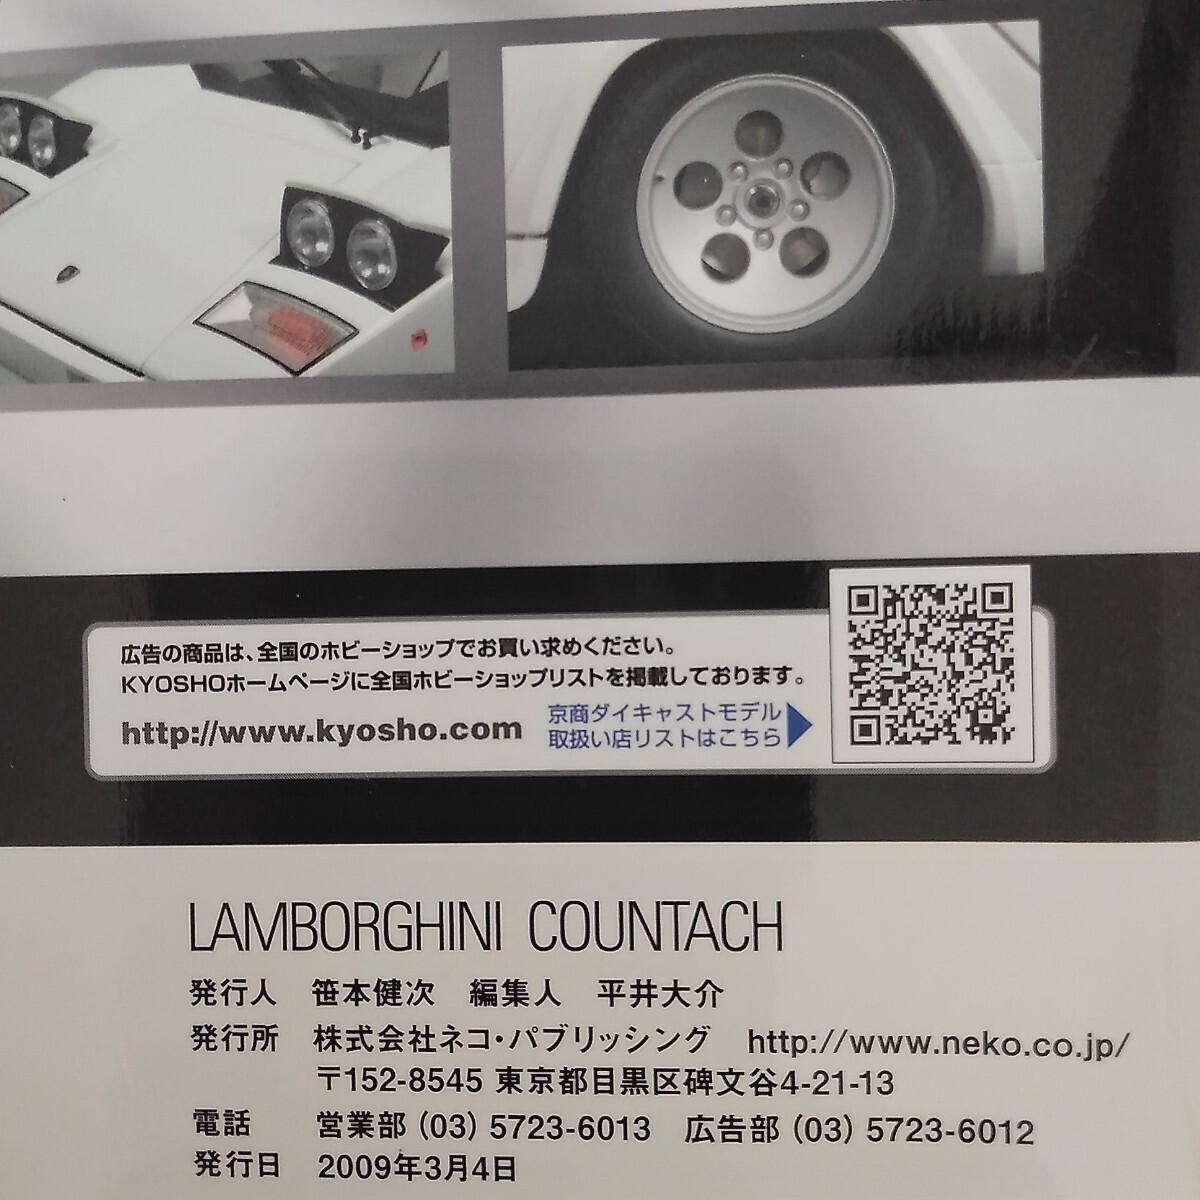 広告の商品は、全国のホビーショップでお買い求めください。
KYOSHOホームページに全国ホビーショップリストを掲載しております。
http://www.kyosho.com
京商ダイキャストモデル
取扱い店リストはこちら
LAMBORGHINI COUNTACH
発行人　笹本健次　編集人　平井大介
発行所　株式会社ネコ・パブリッシング　http://www.neko.co.jp/
〒152-8545 東京都目黒区碑文谷4-21-13
電話　営業部 (03) 5723-6013　広告部 (03) 5723-6012
発行日　2009年3月4日